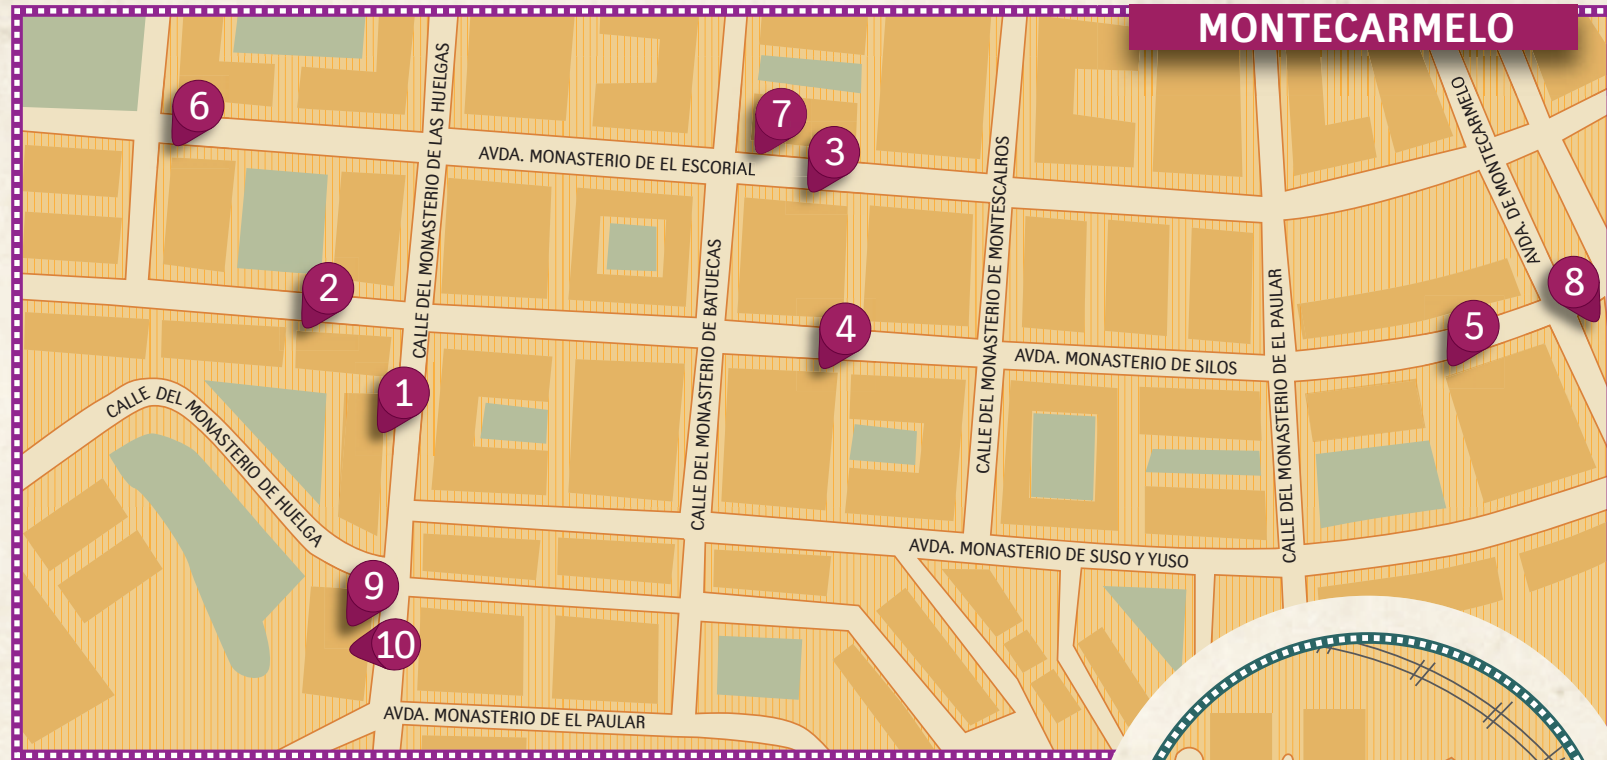 MONTECARMELO
6
7
3
CALLE DEL MONASTERIO DE LAS HUELGAS
AVDA. MONASTERIO DE EL ESCORIAL
CALLE DEL MONASTERIO DE MONTESCALROS
AVDA. DE MONTECARMELO
2
8
CALLE DEL MONASTERIO DE BATUECAS
4
5
AVDA. MONASTERIO DE SILOS
CALLE DEL MONASTERIO DE EL PAULAR
1
CALLE DEL MONASTERIO DE HUELGA
AVDA. MONASTERIO DE SUSO Y YUSO
9
10
AVDA. MONASTERIO DE EL PAULAR